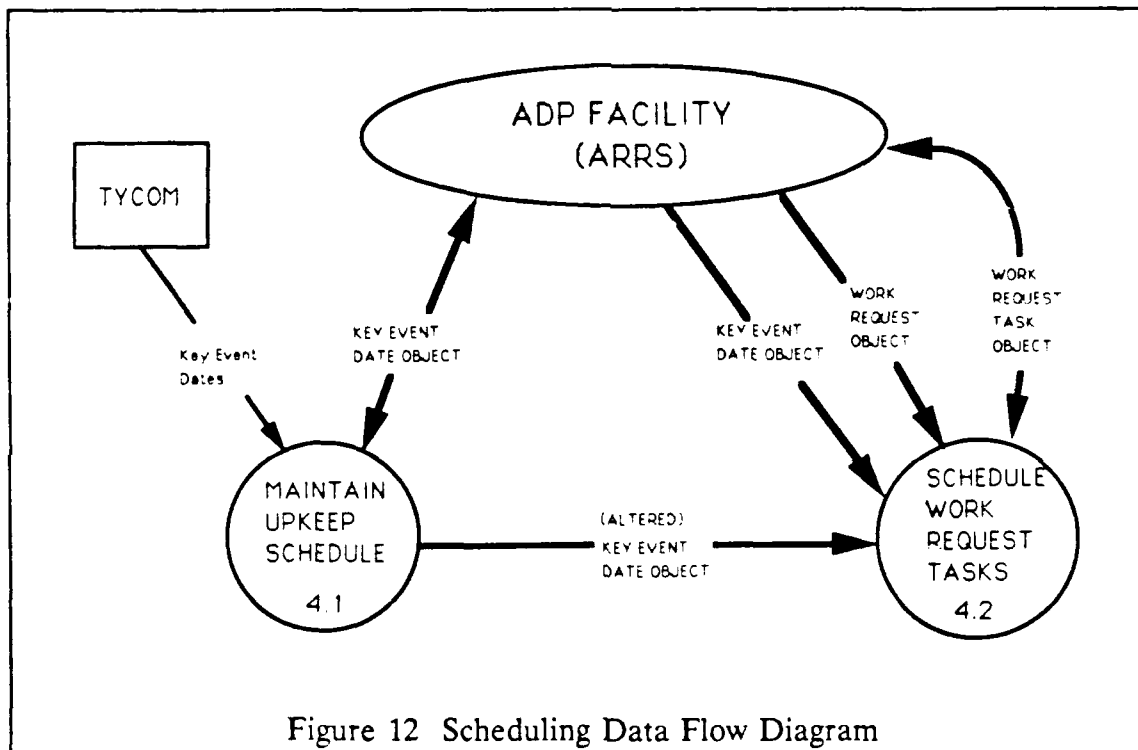 ADP FACILITY
(ARRS)
TYCOM
Key Event
Dates
KEY EVENT
DATE OBJECT
KEY EVENT
DATE OBJECT
WORK
REQUEST
OBJECT
WORK
REQUEST
TASK
OBJECT
MAINTAIN
UPKEEP
SCHEDULE
4.1
(ALTERED)
KEY EVENT
DATE OBJECT
SCHEDULE
WORK
REQUEST
TASKS
4.2
Figure 12 Scheduling Data Flow Diagram